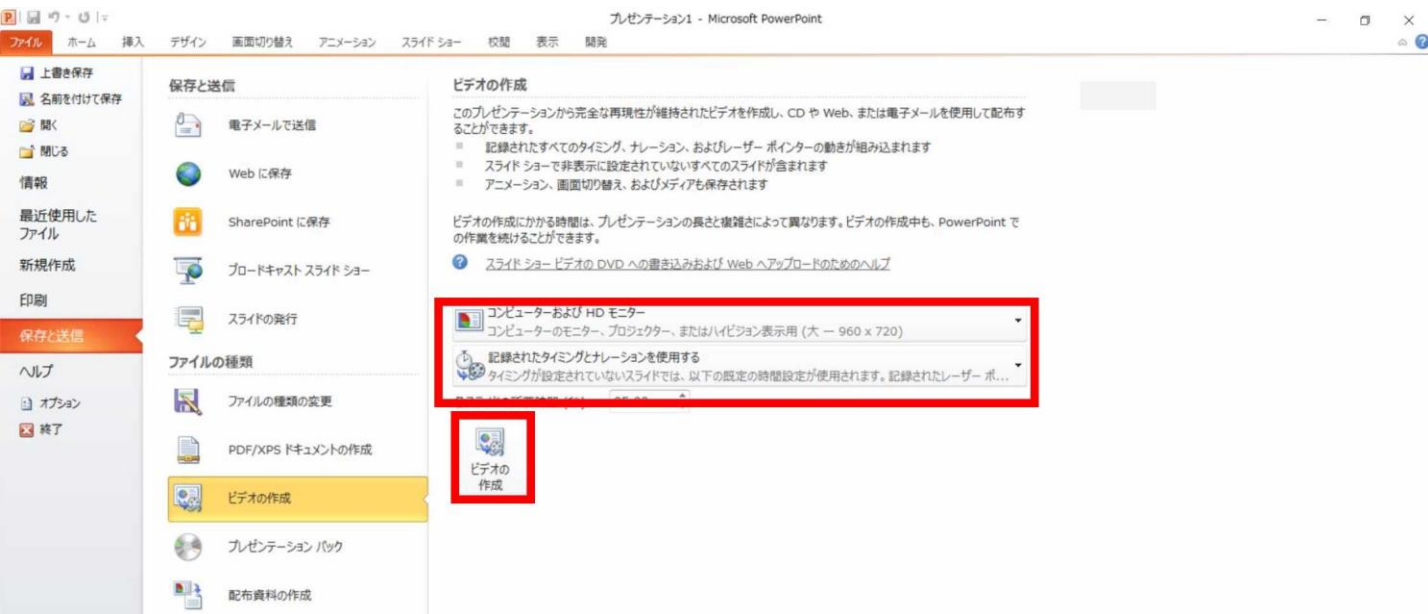 プレゼンテーション1 - Microsoft PowerPoint
ファイル ホーム 挿入 デザイン 画面切り替え アニメーション スライド ショー 校閲 表示 開発
上書き保存
名前を付けて保存
開く
閉じる
情報
最近使用した
ファイル
新規作成
印刷
保存と送信
ヘルプ
オプション
終了
保存と送信
電子メールで送信
Web に保存
SharePoint に保存
ブロードキャスト スライド ショー
スライドの発行
ファイルの種類
ファイルの種類の変更
PDF/XPS ドキュメントの作成
ビデオの作成
プレゼンテーション パック
配布資料の作成
ビデオの作成
このプレゼンテーションから完全な再現性が維持されたビデオを作成し、CD や Web、または電子メールを使用して配布す
ることができます。
記録されたすべてのタイミング、ナレーション、およびレーザー ポインターの動きが組み込まれます
スライド ショーで非表示に設定されていないすべてのスライドが含まれます
アニメーション、画面切り替え、およびメディアも保存されます
ビデオの作成にかかる時間は、プレゼンテーションの長さと複雑さによって異なります。ビデオの作成中も、PowerPoint で
の作業を続けることができます。
スライド ショー ビデオの DVD への書き込みおよび Web へアップロードのためのヘルプ
コンピューターおよび HD モニター
コンピューターのモニター、プロジェクター、またはハイビジョン表示用 (大 — 960 x 720)
記録されたタイミングとナレーションを使用する
タイミングが設定されていないスライドでは、以下の既定の時間設定が使用されます。記録されたレーザー ポ...
ビデオの
作成